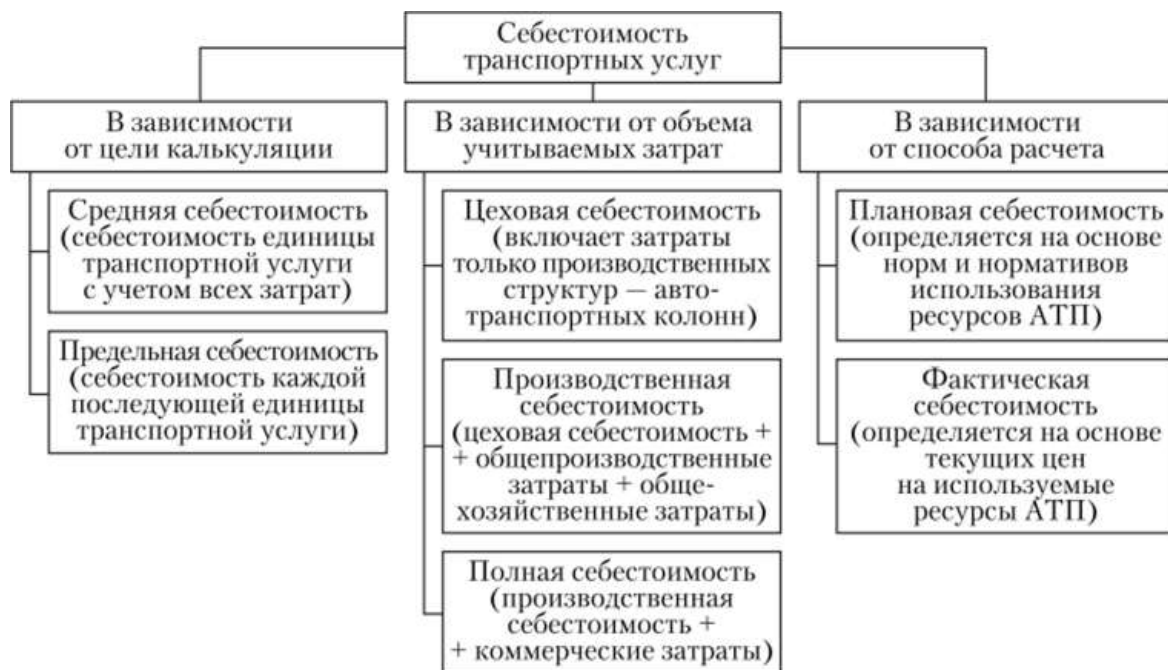 Себестоимость
транспортных услуг
В зависимости
от цели калькуляции
Средняя себестоимость
(себестоимость единицы
транспортной услуги
с учетом всех затрат)
Предельная себестоимость
(себестоимость каждой
последующей единицы
транспортной услуги)
В зависимости от объема
учитываемых затрат
Цеховая себестоимость
(включает затраты
только производственных
структур — авто-
транспортных колонн)
Производственная
себестоимость
(цеховая себестоимость +
+ общепроизводственные
затраты + обще-
хозяйственные затраты)
Полная себестоимость
(производственная
себестоимость +
+ коммерческие затраты)
В зависимости
от способа расчета
Плановая себестоимость
(определяется на основе
норм и нормативов
использования
ресурсов АТП)
Фактическая
себестоимость
(определяется на основе
текущих цен
на используемые
ресурсы АТП)